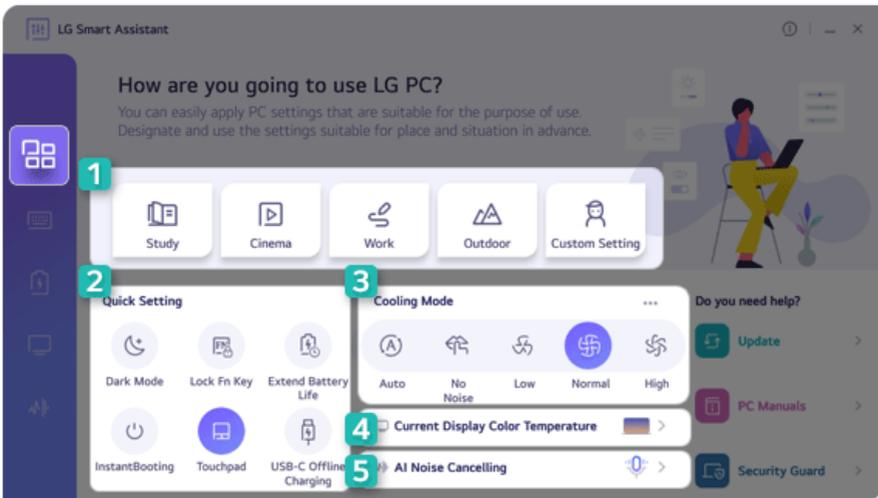 LG Smart Assistant
How are you going to use LG PC?
You can easily apply PC settings that are suitable for the purpose of use.
Designate and use the settings suitable for place and situation in advance.
1
Study
Cinema
Work
Outdoor
Custom Setting
2
Quick Setting
Dark Mode
Lock Fn Key
Extend Battery
Life
InstantBooting
Touchpad
USB-C Offline
Charging
3
Cooling Mode
Auto
No
Noise
Low
Normal
High
4
Current Display Color Temperature
5
AI Noise Cancelling
Do you need help?
Update
PC Manuals
Security Guard